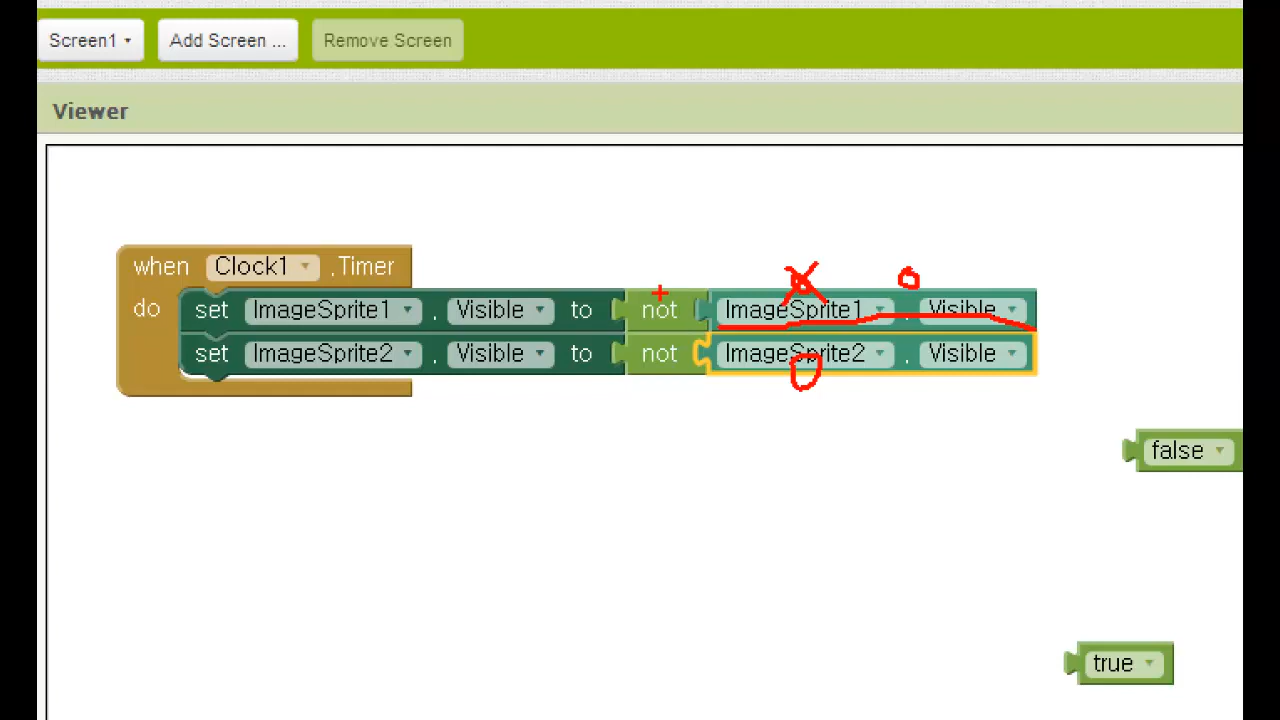 Screen1 Add Screen ... Remove Screen
Viewer
when Clock1 .Timer
do set ImageSprite1 . Visible to not ImageSprite1 . Visible
set ImageSprite2 . Visible to not ImageSprite2 . Visible
false
true